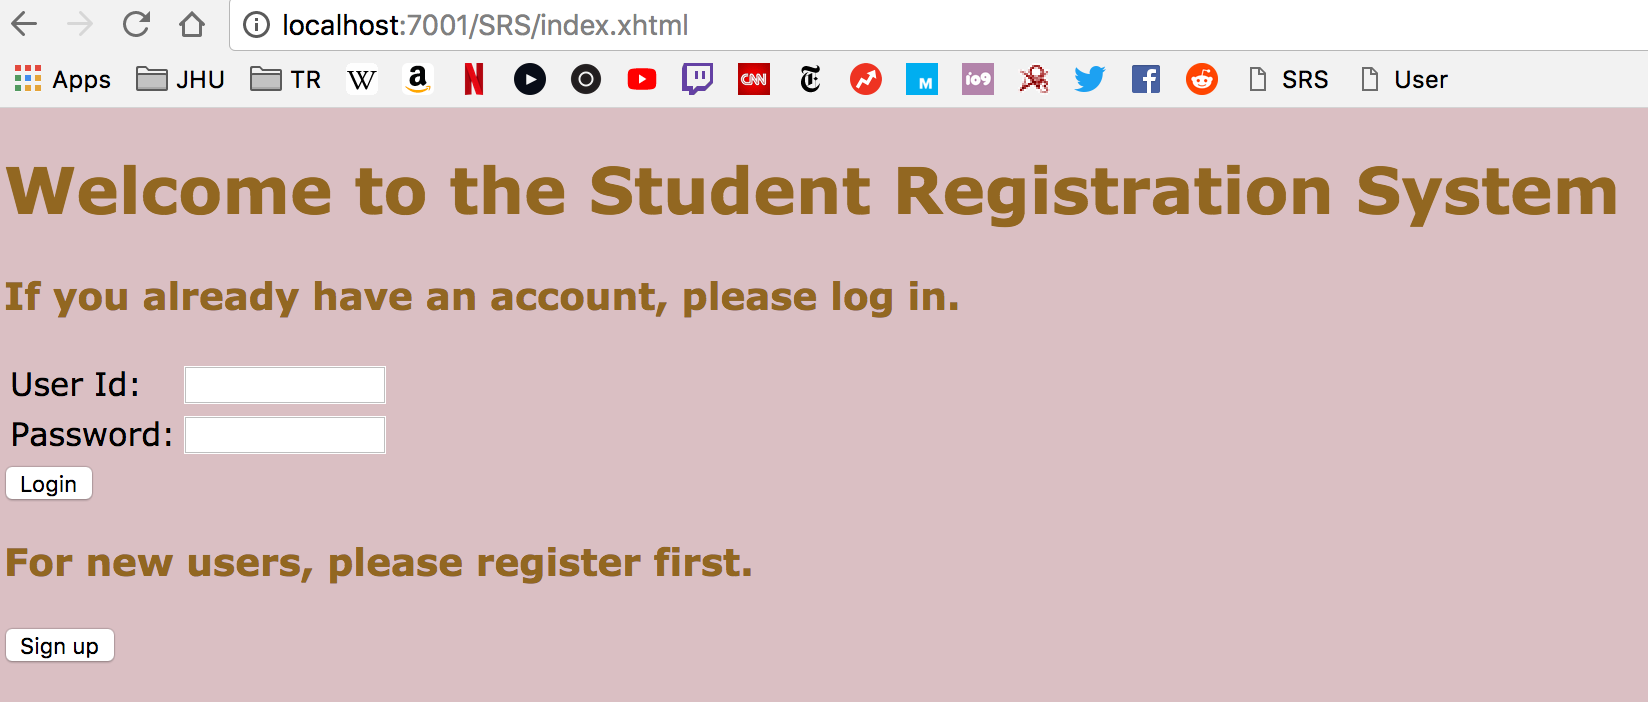 localhost:7001/SRS/index.xhtml
Apps JHU TR W a N CNN T M io9 f SRS User
Welcome to the Student Registration System
If you already have an account, please log in.
User Id:
Password:
Login
For new users, please register first.
Sign up